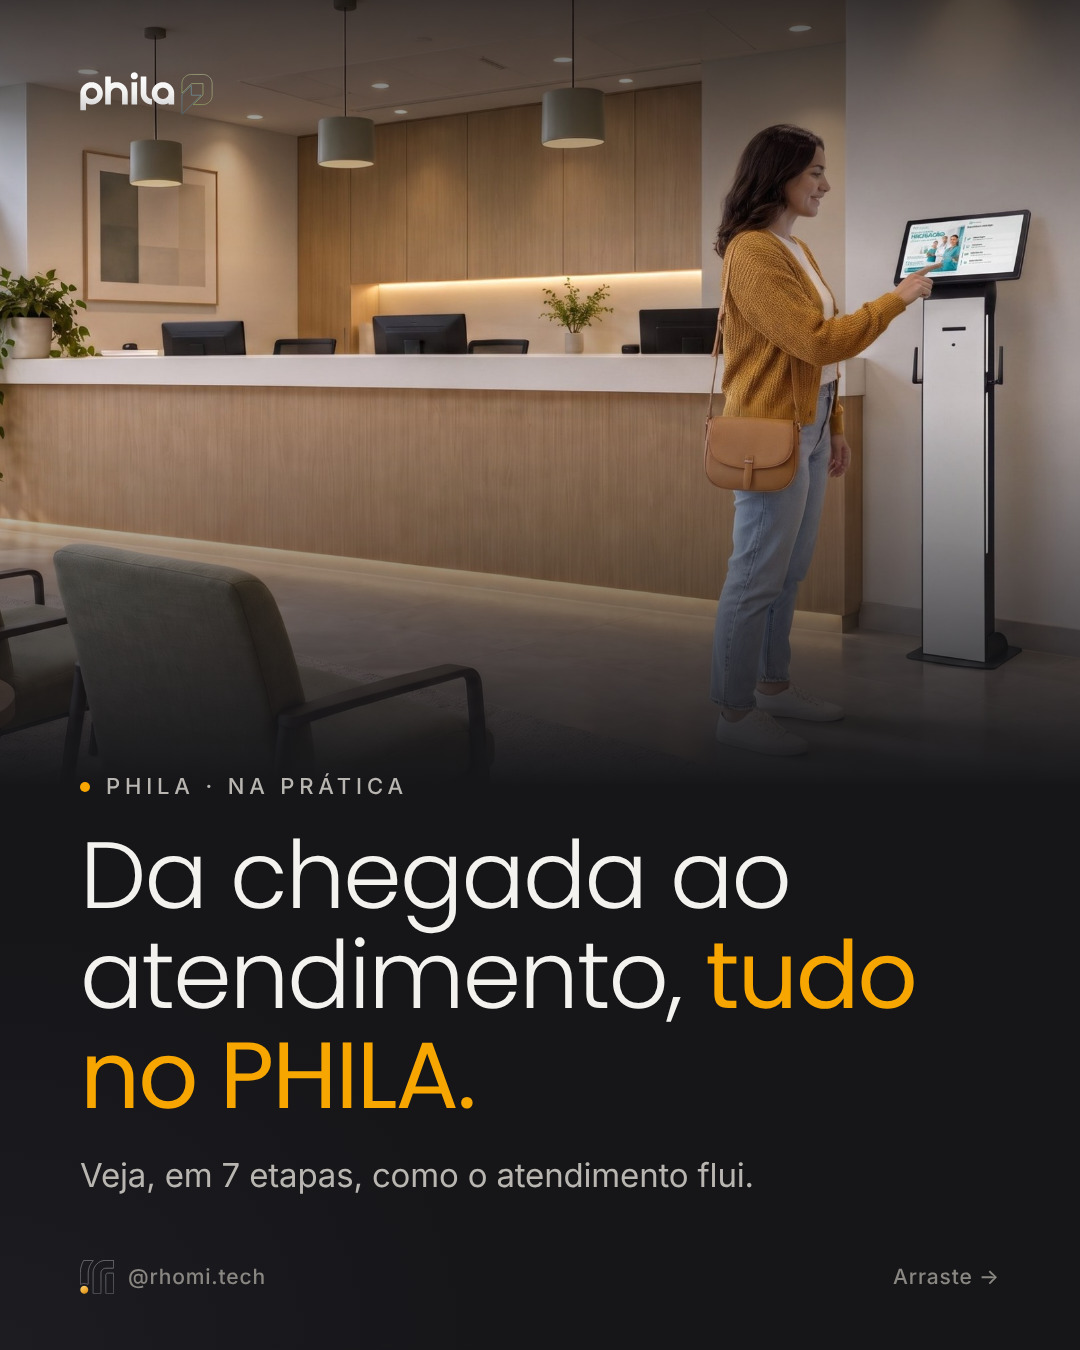 phila
PHILA · NA PRÁTICA
Da chegada ao
atendimento, tudo
no PHILA.
Veja, em 7 etapas, como o atendimento flui.
@rhomi.tech
Arraste →